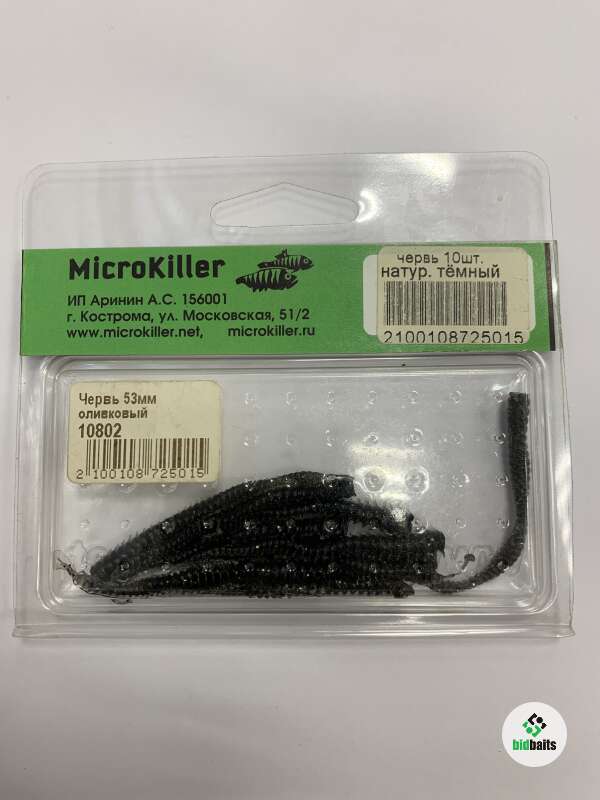 MicroKiller
ИП Аринин А.С. 156001
г. Кострома, ул. Московская, 51/2
www.microkiller.net, microkiller.ru
червь 10шт.
натур. тёмный
2100108725015
Червь 53мм
оливковый
10802
2 100108 725015
bidbaits